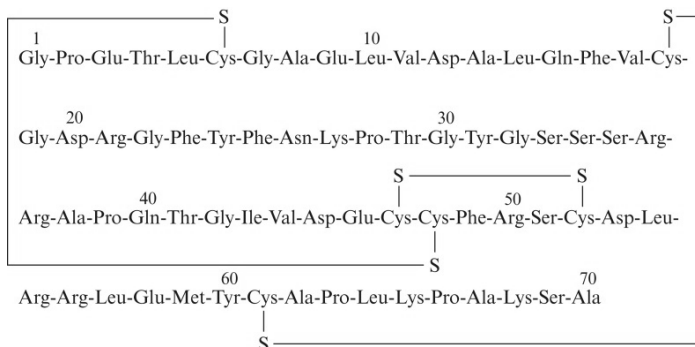 S S
1 10
Gly-Pro-Glu-Thr-Leu-Cys-Gly-Ala-Glu-Leu-Val-Asp-Ala-Leu-Gln-Phe-Val-Cys-
20 30
Gly-Asp-Arg-Gly-Phe-Tyr-Phe-Asn-Lys-Pro-Thr-Gly-Tyr-Gly-Ser-Ser-Ser-Arg-
S S
40 50
Arg-Ala-Pro-Gln-Thr-Gly-Ile-Val-Asp-Glu-Cys-Cys-Phe-Arg-Ser-Cys-Asp-Leu-
S
60 70
Arg-Arg-Leu-Glu-Met-Tyr-Cys-Ala-Pro-Leu-Lys-Pro-Ala-Lys-Ser-Ala
S